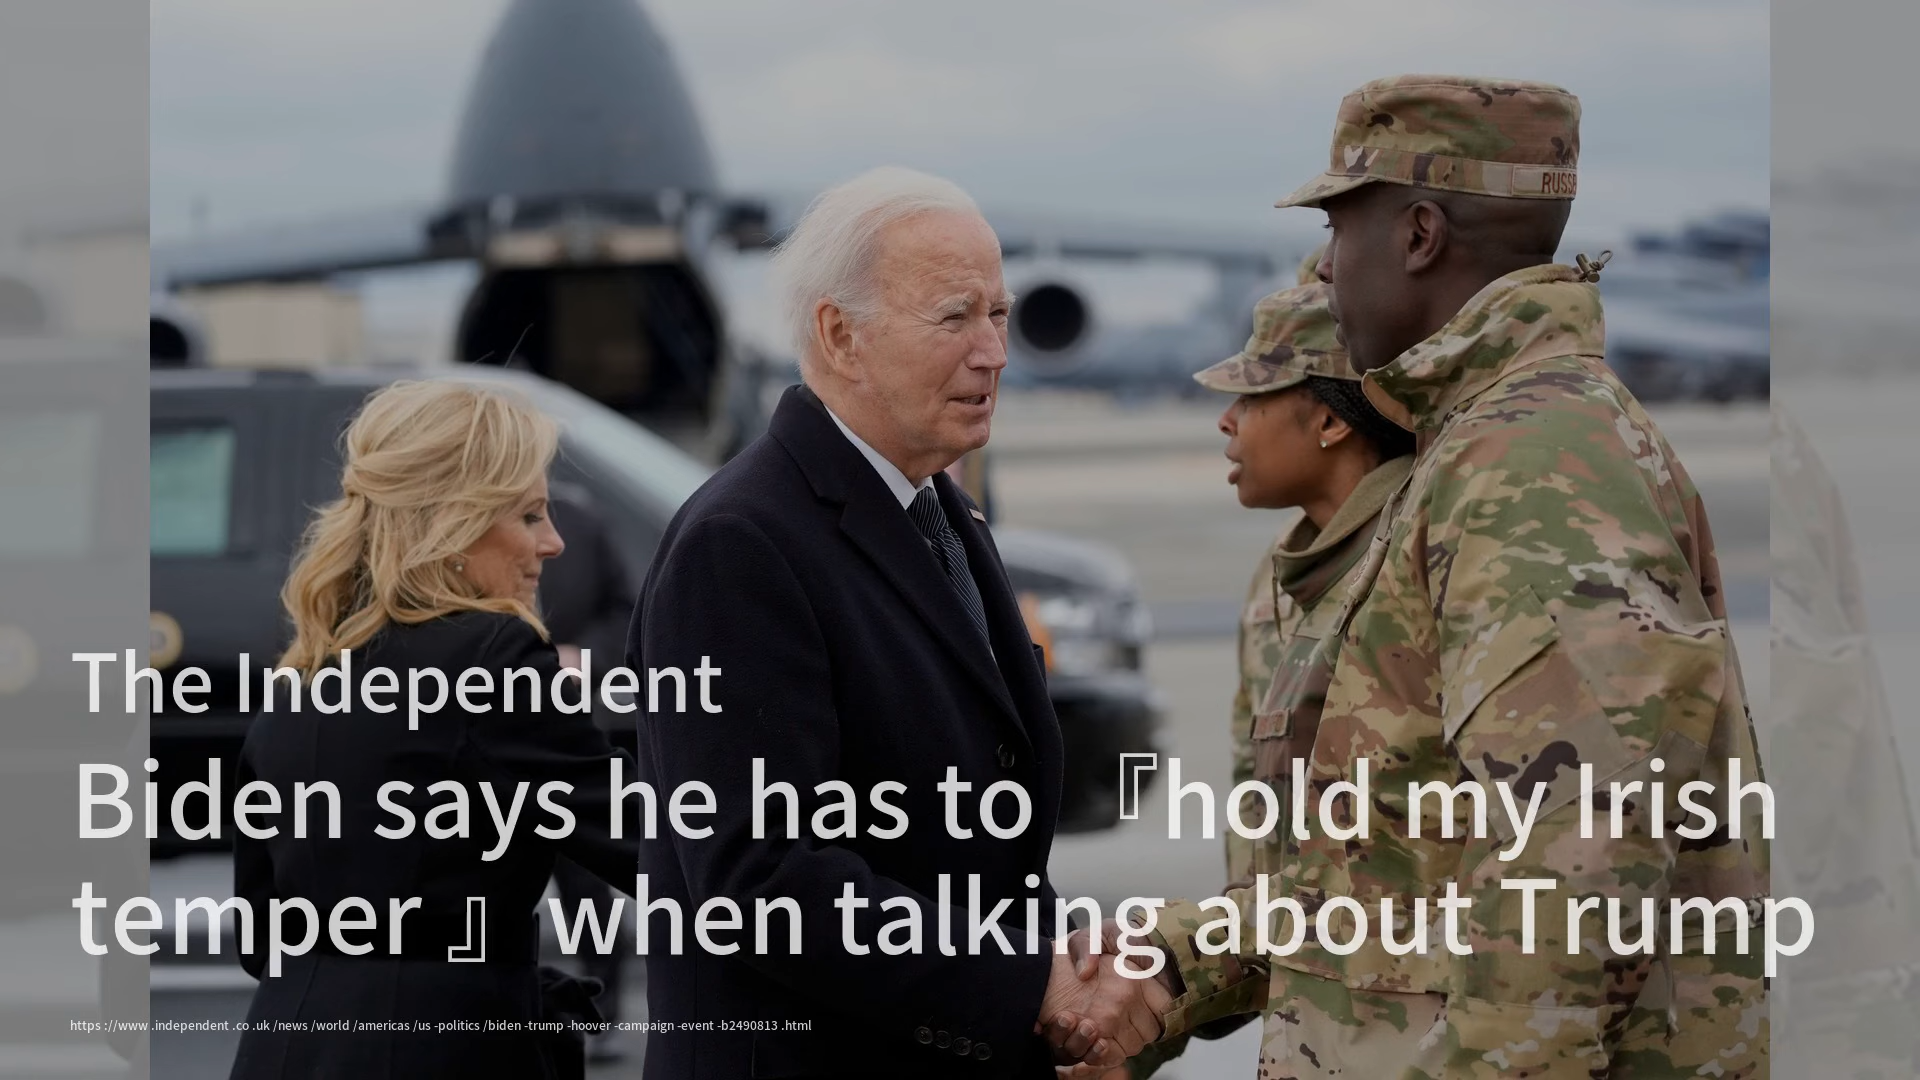 RUSSE
The Independent
Biden says he has to 『hold my Irish
temper 』 when talking about Trump
https ://www .independent .co .uk /news /world /americas /us -politics /biden -trump -hoover -campaign -event -b2490813 .html